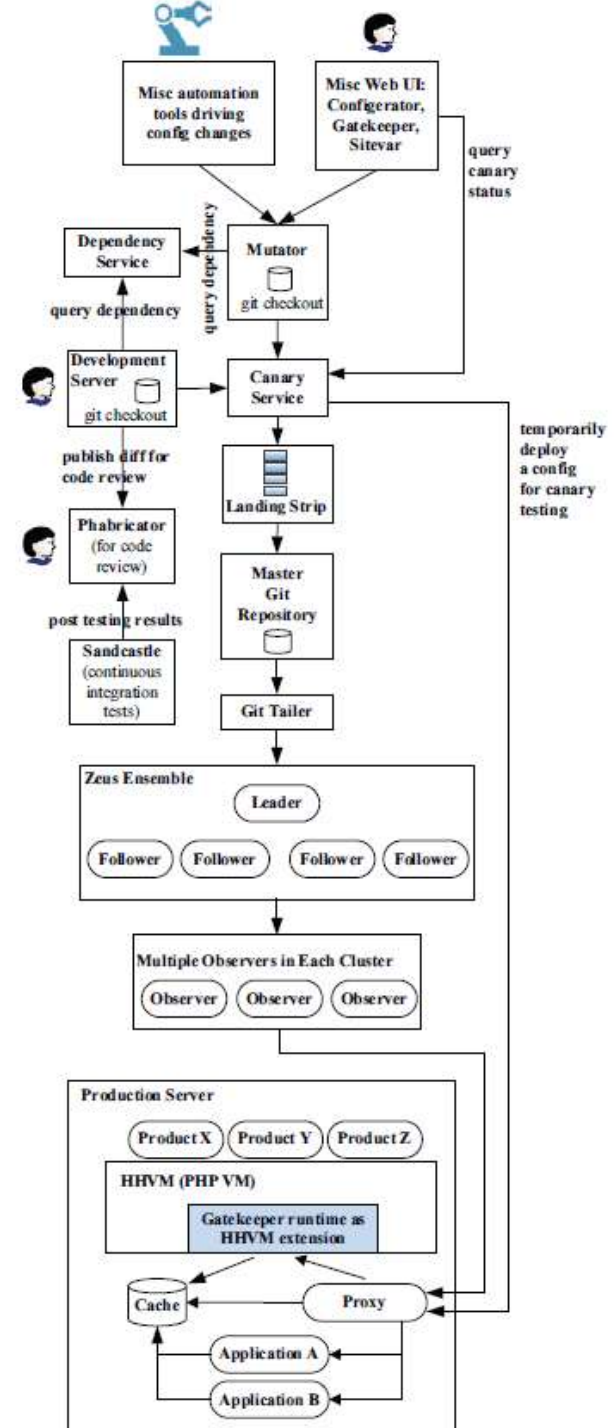 Misc automation
tools driving
config changes
Misc Web UI:
Configerator,
Gatekeeper,
Sitevar
query
canary
status
Dependency
Service
query dependency
Mutator
git checkout
query dependency
Development
Server
git checkout
Canary
Service
temporarily
deploy
a config
for canary
testing
publish diff for
code review
Landing Strip
Phabricator
(for code
review)
Master
Git
Repository
post testing results
Sandcastle
(continuous
integration
tests)
Git Tailer
Zeus Ensemble
Leader
Follower
Follower
Follower
Follower
Multiple Observers in Each Cluster
Observer
Observer
Observer
Production Server
Product X
Product Y
Product Z
HHVM (PHP VM)
Gatekeeper runtime as
HHVM extension
Cache
Proxy
Application A
Application B